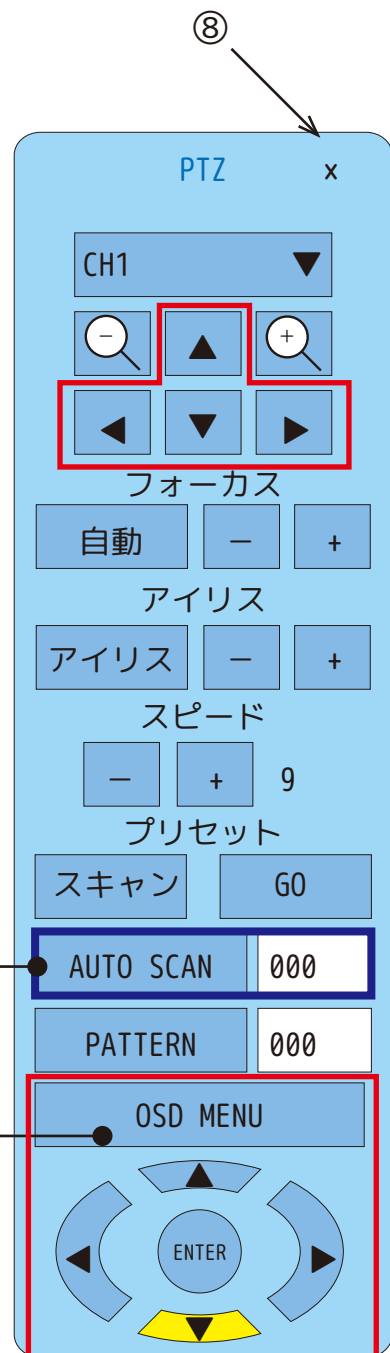 ⑧
PTZ x
CH1 ▼
− ▲ +
◀ ▼ ▶
フォーカス
自動 − +
アイリス
アイリス − +
スピード
− + 9
プリセット
スキャン GO
AUTO SCAN 000
PATTERN 000
OSD MENU
▲
◀ ENTER ▶
▼